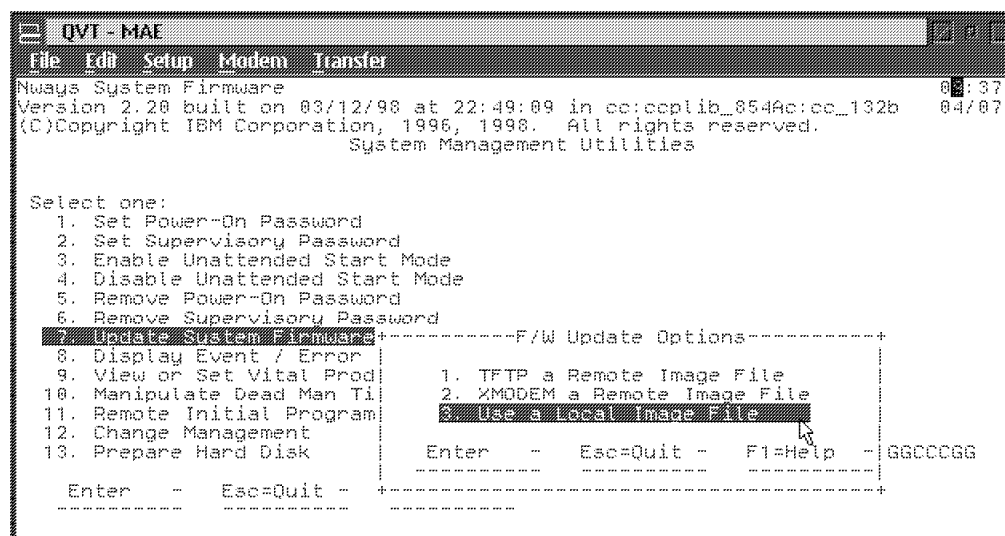 QVT - MAE
File Edit Setup Modem Transfer
Nways System Firmware
Version 2.20 built on 03/12/98 at 22:49:09 in cc:ccplib_854Ac:cc_132b 04/07
(C)Copyright IBM Corporation, 1996, 1998. All rights reserved.
System Management Utilities
Select one:
1. Set Power-On Password
2. Set Supervisory Password
3. Enable Unattended Start Mode
4. Disable Unattended Start Mode
5. Remove Power-On Password
6. Remove Supervisory Password
7. Update System Firmware
8. Display Event / Error
9. View or Set Vital Prod
10. Manipulate Dead Man Ti
11. Remote Initial Program
12. Change Management
13. Prepare Hard Disk
Enter - Esc=Quit -
F/W Update Options
1. TFTP a Remote Image File
2. XMODEM a Remote Image File
3. Use a Local Image File
Enter - Esc=Quit - F1=Help -
GGCCCGG